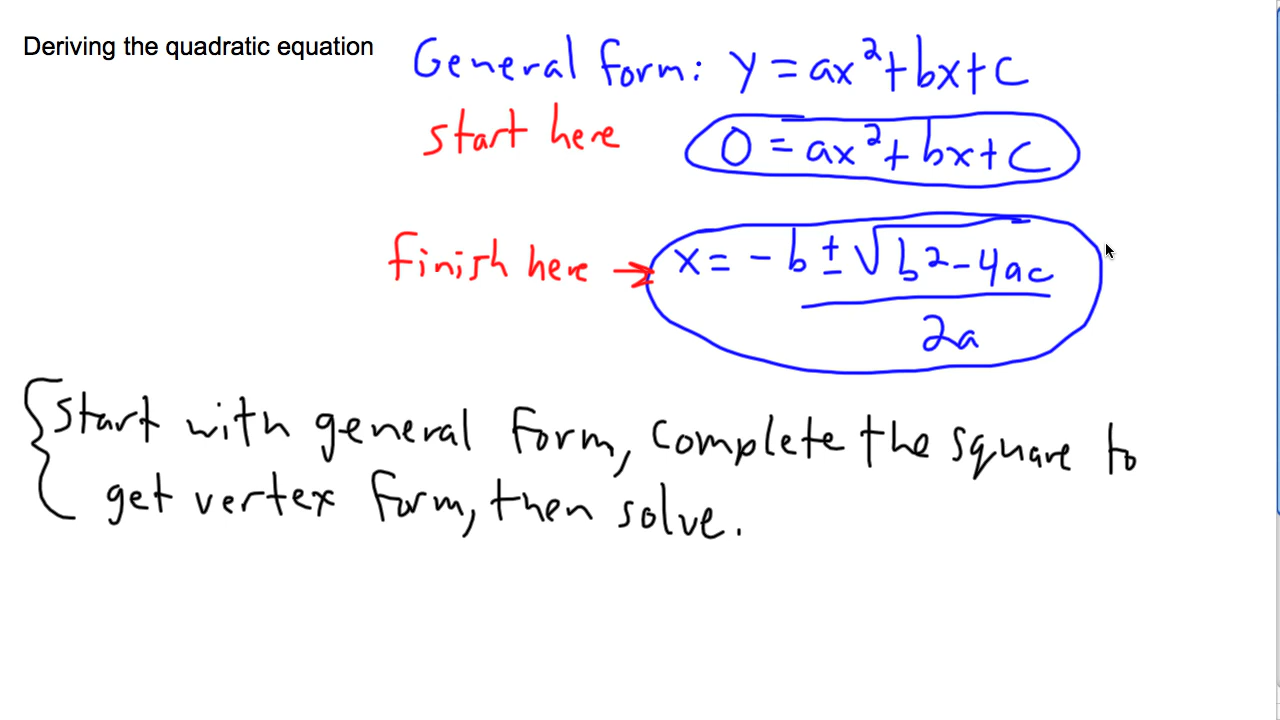 Deriving the quadratic equation
General form: y = ax²+bx+c
start here
0 = ax²+bx+c
finish here → x = -b ± √b²-4ac
2a
Start with general form, complete the square to
get vertex form, then solve.